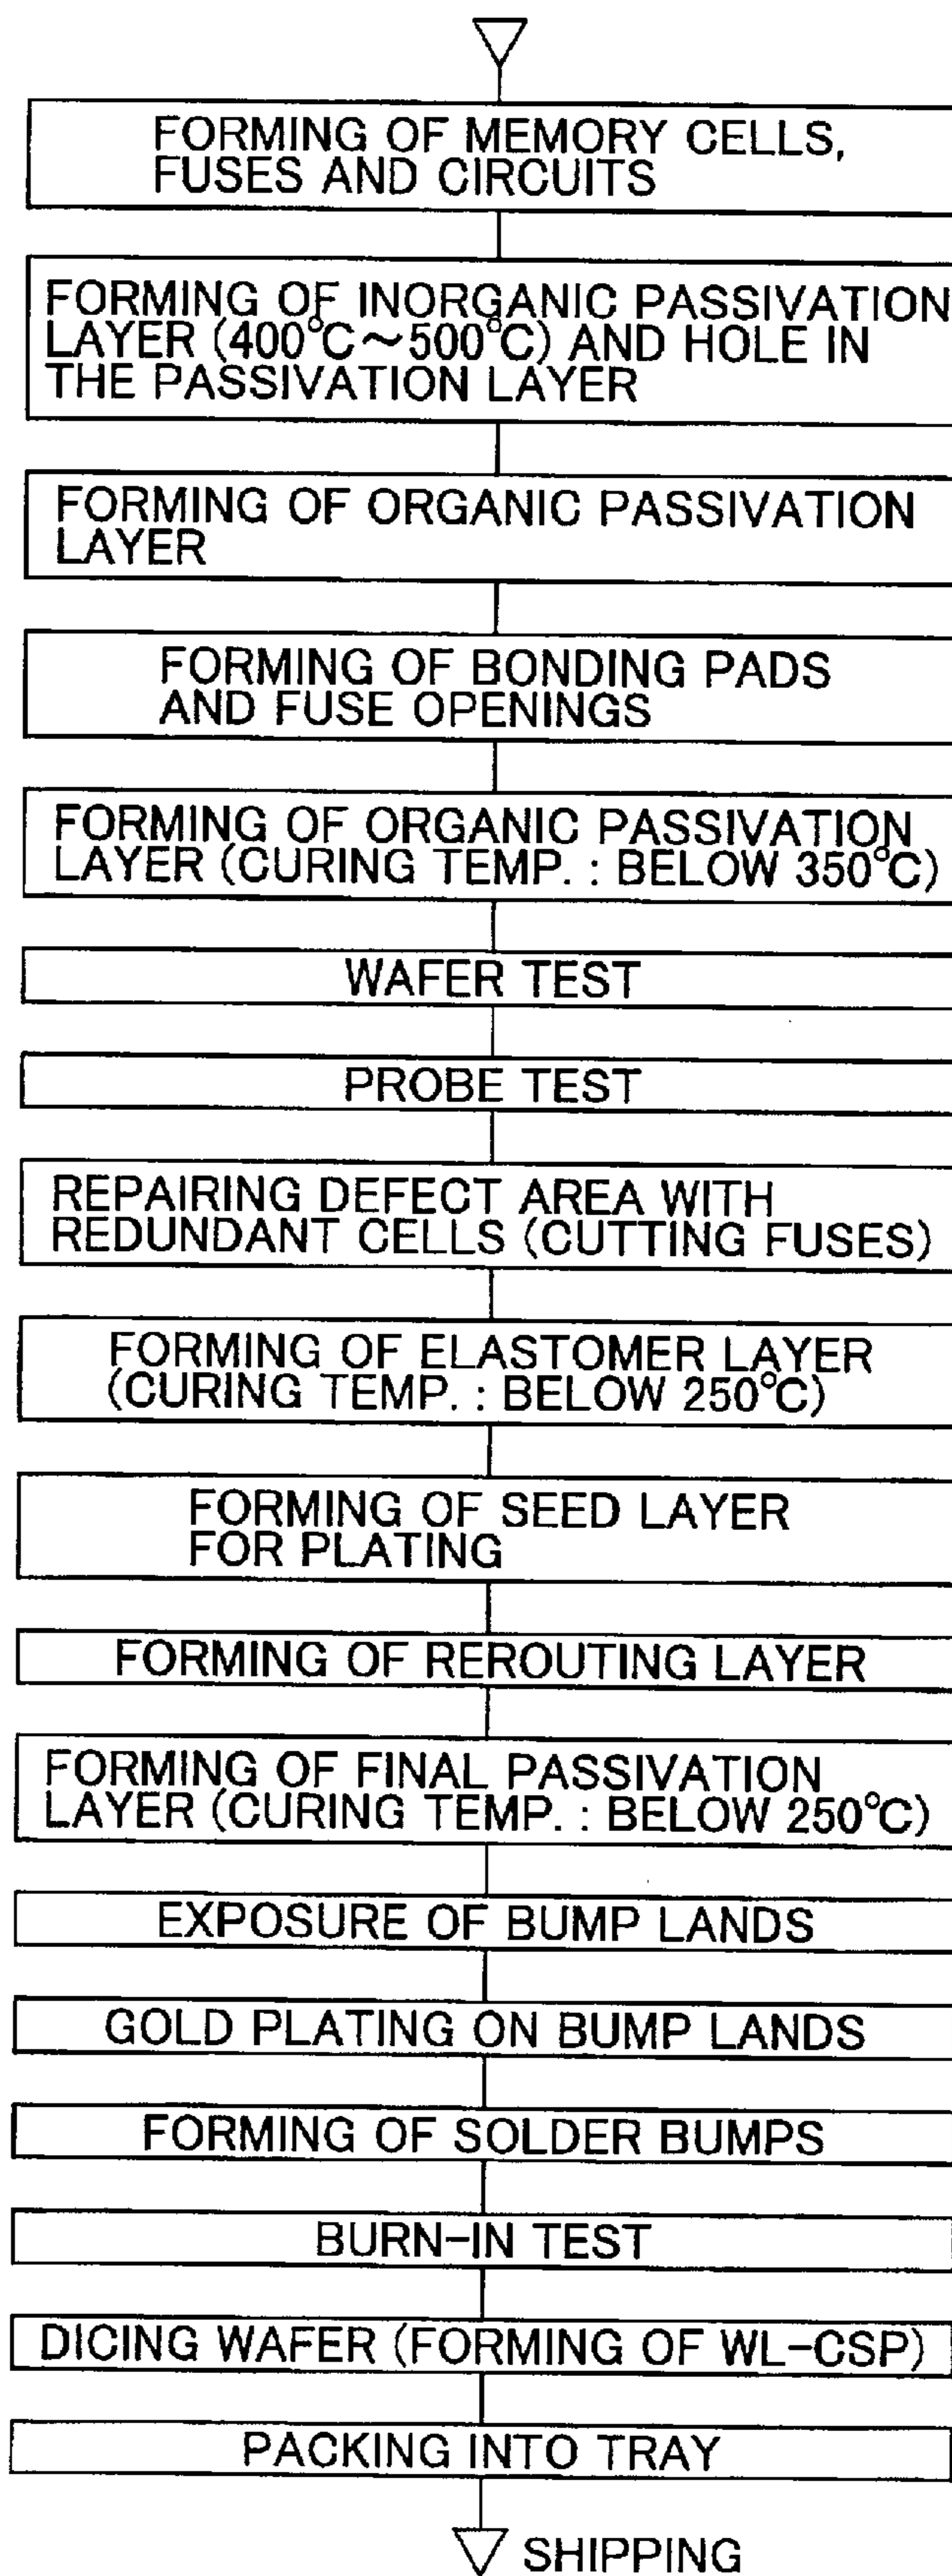 FORMING OF MEMORY CELLS,
FUSES AND CIRCUITS
FORMING OF INORGANIC PASSIVATION
LAYER (400°C～500°C) AND HOLE IN
THE PASSIVATION LAYER
FORMING OF ORGANIC PASSIVATION
LAYER
FORMING OF BONDING PADS
AND FUSE OPENINGS
FORMING OF ORGANIC PASSIVATION
LAYER (CURING TEMP. : BELOW 350°C)
WAFER TEST
PROBE TEST
REPAIRING DEFECT AREA WITH
REDUNDANT CELLS (CUTTING FUSES)
FORMING OF ELASTOMER LAYER
(CURING TEMP. : BELOW 250°C)
FORMING OF SEED LAYER
FOR PLATING
FORMING OF REROUTING LAYER
FORMING OF FINAL PASSIVATION
LAYER (CURING TEMP. : BELOW 250°C)
EXPOSURE OF BUMP LANDS
GOLD PLATING ON BUMP LANDS
FORMING OF SOLDER BUMPS
BURN-IN TEST
DICING WAFER (FORMING OF WL-CSP)
PACKING INTO TRAY
SHIPPING